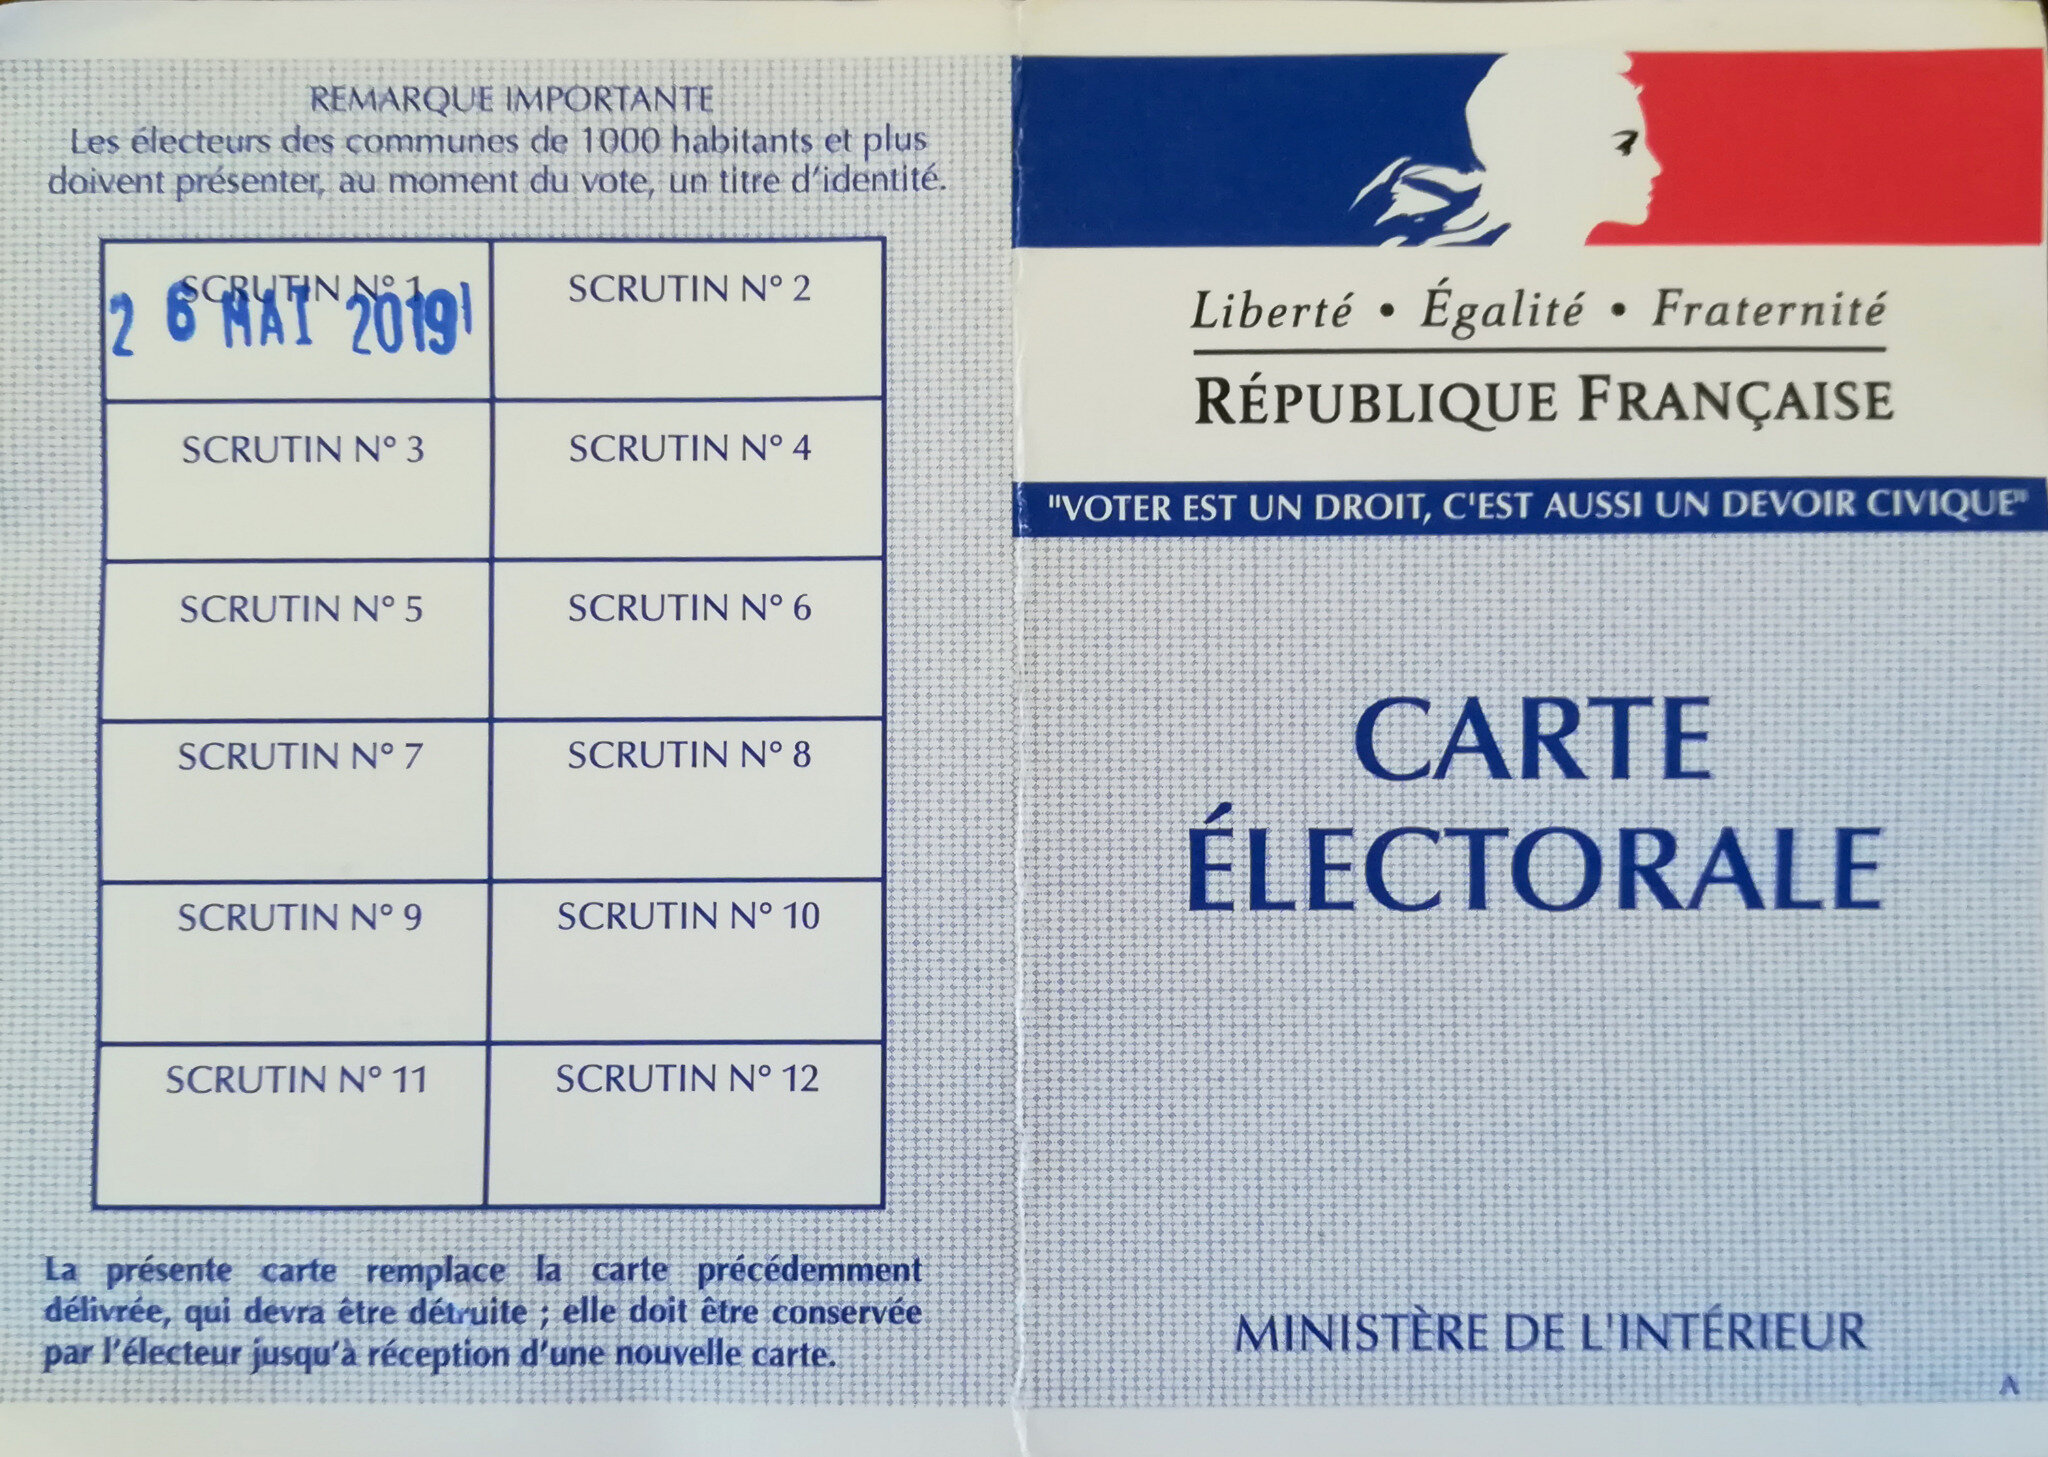 REMARQUE IMPORTANTE
Les électeurs des communes de 1000 habitants et plus
doivent présenter, au moment du vote, un titre d'identité.
SCRUTIN N° 1
26 MAI 2019
SCRUTIN N° 2
SCRUTIN N° 3
SCRUTIN N° 4
SCRUTIN N° 5
SCRUTIN N° 6
SCRUTIN N° 7
SCRUTIN N° 8
SCRUTIN N° 9
SCRUTIN N° 10
SCRUTIN N° 11
SCRUTIN N° 12
La présente carte remplace la carte précédemment
délivrée, qui devra être détruite ; elle doit être conservée
par l'électeur jusqu'à réception d'une nouvelle carte.
Liberté • Égalité • Fraternité
RÉPUBLIQUE FRANÇAISE
"VOTER EST UN DROIT, C'EST AUSSI UN DEVOIR CIVIQUE"
CARTE
ÉLECTORALE
MINISTÈRE DE L'INTÉRIEUR